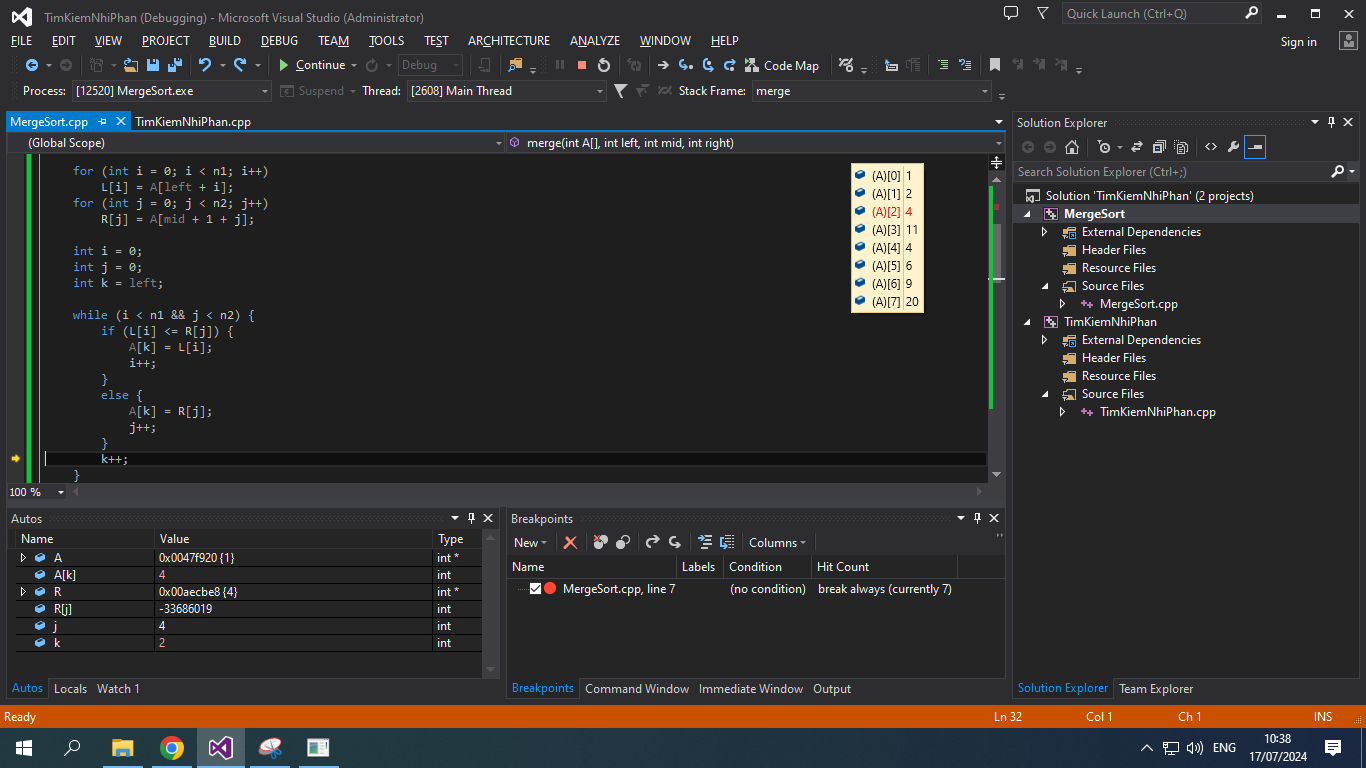 TimKiemNhiPhan (Debugging) - Microsoft Visual Studio (Administrator)
Quick Launch (Ctrl+Q)
FILE EDIT VIEW PROJECT BUILD DEBUG TEAM TOOLS TEST ARCHITECTURE ANALYZE WINDOW HELP
Sign in
Continue Debug Code Map
Process: [12520] MergeSort.exe Suspend Thread: [2608] Main Thread Stack Frame: merge
MergeSort.cpp TimKiemNhiPhan.cpp
(Global Scope) merge(int A[], int left, int mid, int right)
for (int i = 0; i < n1; i++)
L[i] = A[left + i];
for (int j = 0; j < n2; j++)
R[j] = A[mid + 1 + j];
int i = 0;
int j = 0;
int k = left;
while (i < n1 && j < n2) {
if (L[i] <= R[j]) {
A[k] = L[i];
i++;
}
else {
A[k] = R[j];
j++;
}
k++;
}
(A)[0] 1
(A)[1] 2
(A)[2] 4
(A)[3] 11
(A)[4] 4
(A)[5] 6
(A)[6] 9
(A)[7] 20
100 %
Solution Explorer
Search Solution Explorer (Ctrl+;)
Solution 'TimKiemNhiPhan' (2 projects)
MergeSort
External Dependencies
Header Files
Resource Files
Source Files
MergeSort.cpp
TimKiemNhiPhan
External Dependencies
Header Files
Resource Files
Source Files
TimKiemNhiPhan.cpp
Autos
Name Value Type
A 0x0047f920 {1} int *
A[k] 4 int
R 0x00aecbe8 {4} int *
R[j] -33686019 int
j 4 int
k 2 int
Autos Locals Watch 1
Breakpoints
New Columns
Name Labels Condition Hit Count
MergeSort.cpp, line 7 (no condition) break always (currently 7)
Breakpoints Command Window Immediate Window Output
Solution Explorer Team Explorer
Ready Ln 32 Col 1 Ch 1 INS
ENG
10:38
17/07/2024